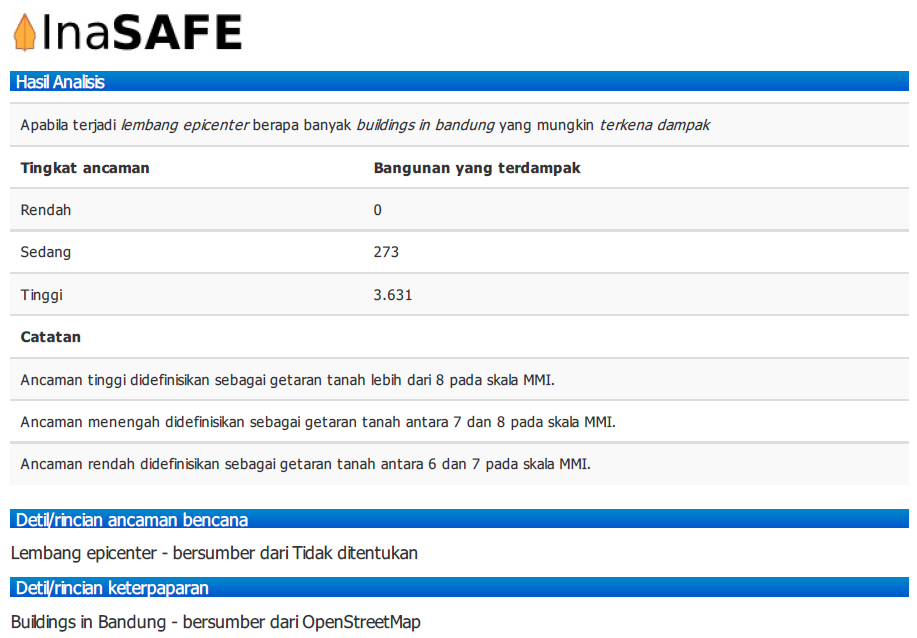 InaSAFE
Hasil Analisis
Apabila terjadi lembang epicenter berapa banyak buildings in bandung yang mungkin terkena dampak
Tingkat ancaman Bangunan yang terdampak
Rendah 0
Sedang 273
Tinggi 3.631
Catatan
Ancaman tinggi didefinisikan sebagai getaran tanah lebih dari 8 pada skala MMI.
Ancaman menengah didefinisikan sebagai getaran tanah antara 7 dan 8 pada skala MMI.
Ancaman rendah didefinisikan sebagai getaran tanah antara 6 dan 7 pada skala MMI.
Detil/rincian ancaman bencana
Lembang epicenter - bersumber dari Tidak ditentukan
Detil/rincian keterpaparan
Buildings in Bandung - bersumber dari OpenStreetMap